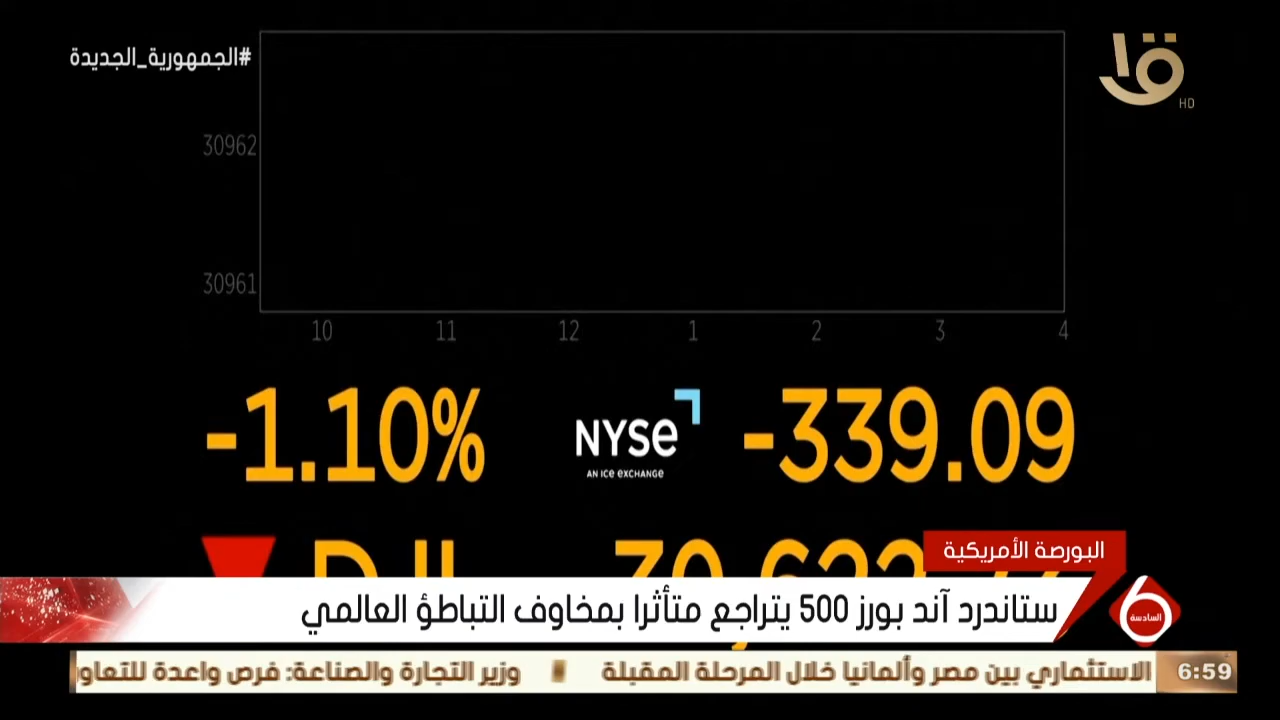 #الجمهورية_الجديدة
HD
30962
30961
10 11 12 1 2 3 4
-1.10% NYSE -339.09
AN ICE EXCHANGE
البورصة الأمريكية
ستاندرد آند بورز 500 يتراجع متأثرا بمخاوف التباطؤ العالمي
6 السادسة
الاستثماري بين مصر وألمانيا خلال المرحلة المقبلة وزير التجارة والصناعة: فرص واعدة
6:59